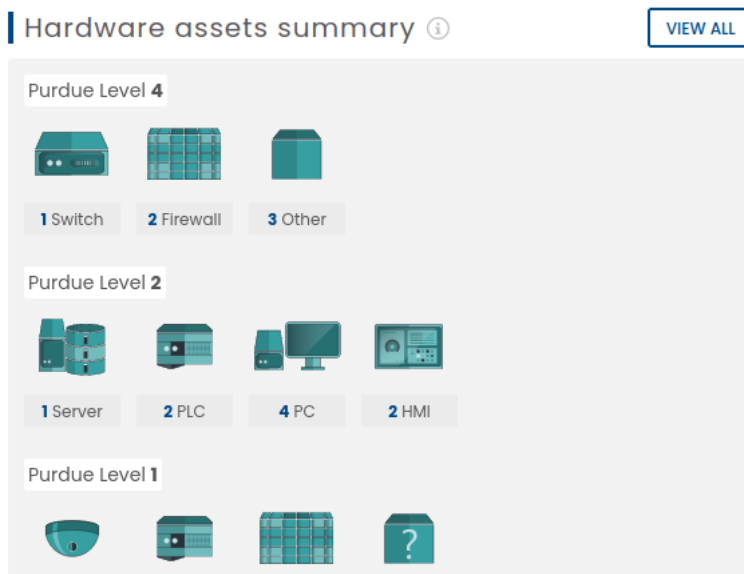 Hardware assets summary
VIEW ALL
Purdue Level 4
1 Switch
2 Firewall
3 Other
Purdue Level 2
1 Server
2 PLC
4 PC
2 HMI
Purdue Level 1
?